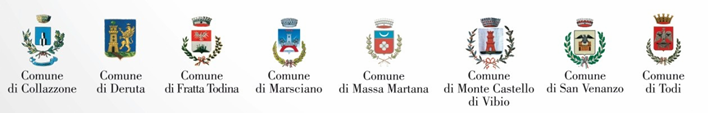 Comune
di Collazzone
Comune
di Deruta
Comune
di Fratta Todina
Comune
di Marsciano
Comune
di Massa Martana
Comune
di Monte Castello
di Vibio
Comune
di San Venanzo
Comune
di Todi